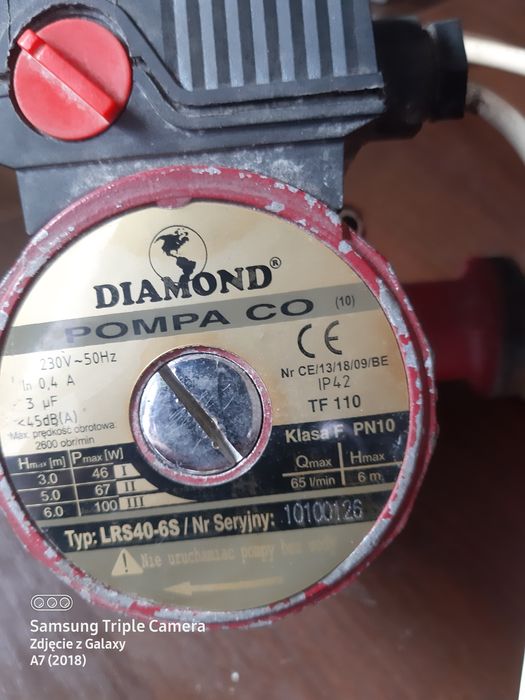 DIAMOND®
POMPA CO (10)
230V~50Hz
In 0,4 A
3 µF
<45dB(A)
Max. prędkość obrotowa
2600 obr/min
CE
Nr CE/13/18/09/BE
IP42
TF 110
Klasa F PN10
Hmax [m] Pmax [W]
3.0 46 I
5.0 67 II
6.0 100 III
Qmax Hmax
65 l/min 6 m
Typ: LRS40-6S / Nr Seryjny: 10100126
Nie uruchamiac pompy bez wody
Samsung Triple Camera
Zdjęcie z Galaxy
A7 (2018)